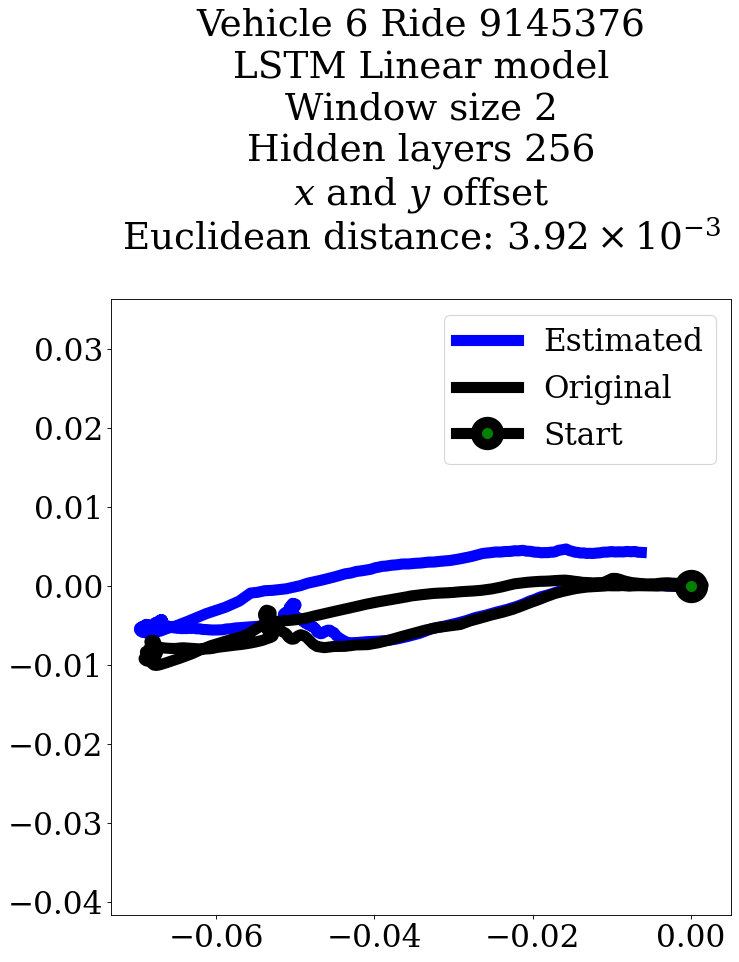 Vehicle 6 Ride 9145376
LSTM Linear model
Window size 2
Hidden layers 256
x and y offset
Euclidean distance: 3.92 × 10⁻³
Estimated
Original
Start
0.03
0.02
0.01
0.00
−0.01
−0.02
−0.03
−0.04
−0.06 −0.04 −0.02 0.00